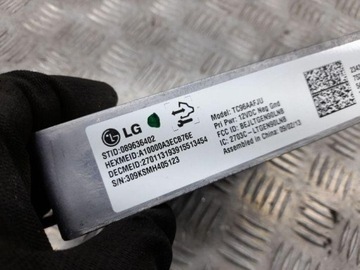 LG
STID:089636402
HEXMEID:A10000A3EC876E
DECMEID:270113193915513454
S/N:309KSMH405123
Model: TC96AAFJU
Prf Pwr: 12VDC Neg Gnd
FCC ID: BEJLTGEN90LNB
IC: 2703C-LTGEN90LNB
Assembled in China: 09/02/13